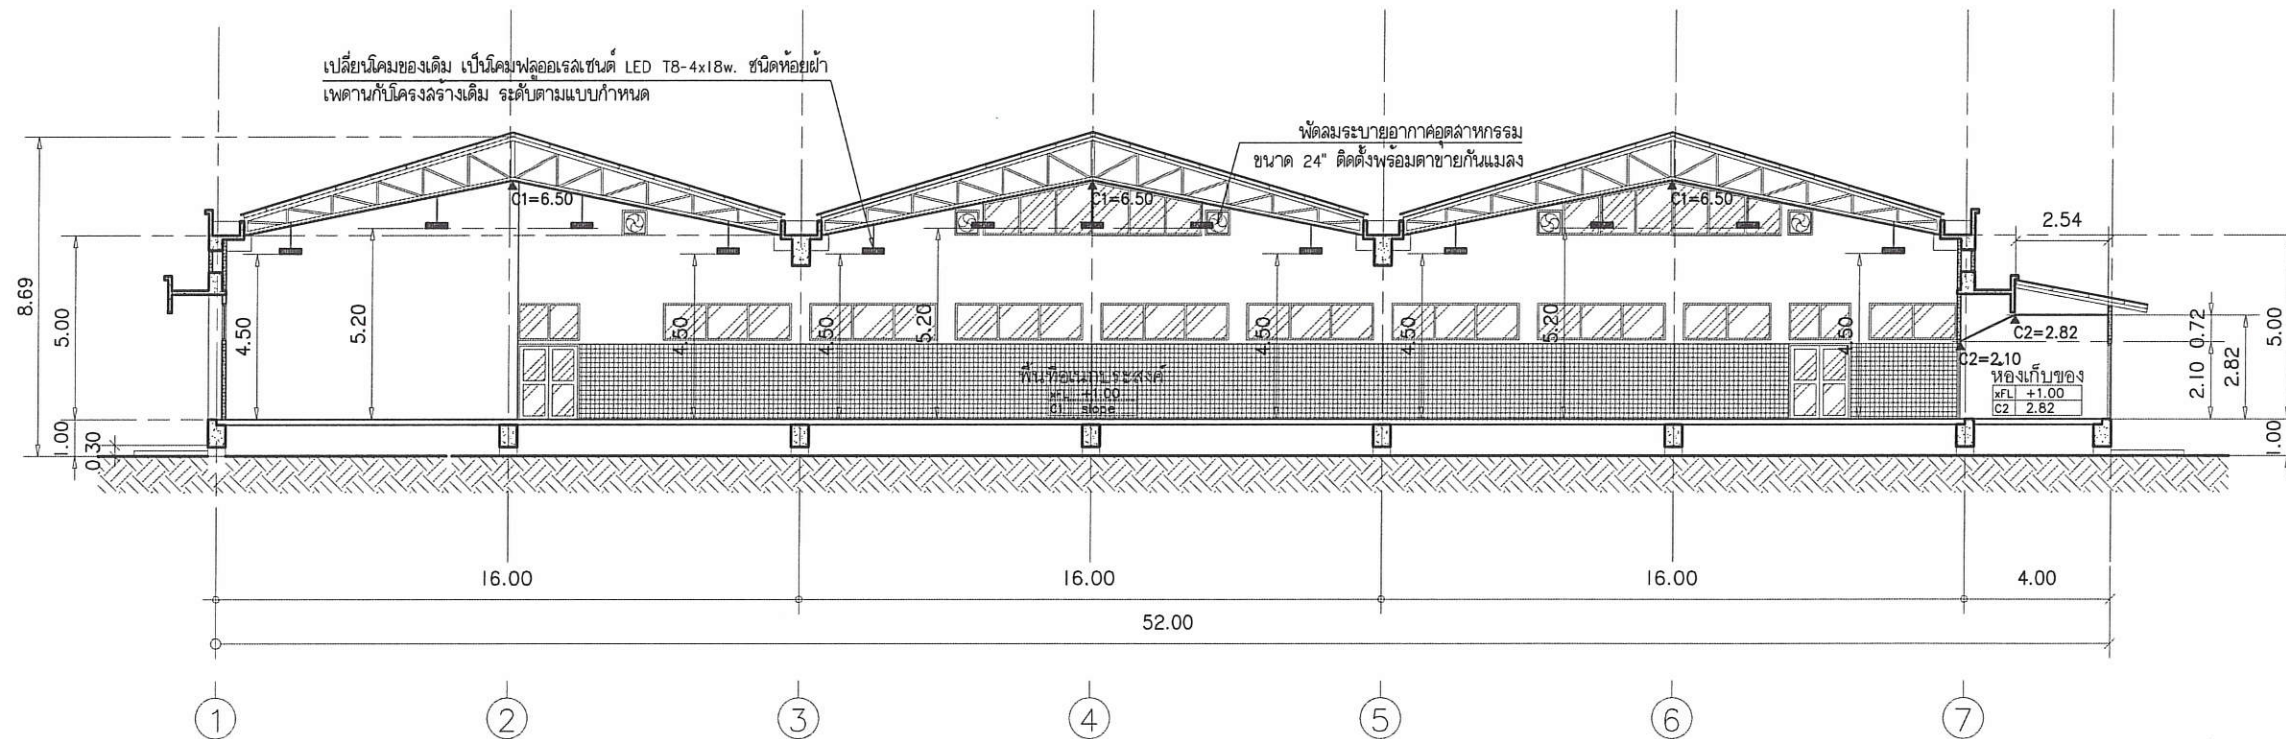 เปลี่ยนโคมของเดิม เป็นโคมฟลูออเรสเซนต์ LED T8-4x18w. ชนิดห้อยฝ้า
เพดานกับโครงสร้างเดิม ระดับตามแบบกำหนด
พัดลมระบายอากาศอุตสาหกรรม
ขนาด 24" ติดตั้งพร้อมตาข่ายกันแมลง
C1=6.50
C1=6.50
C1=6.50
2.54
8.69
5.00
4.50
5.20
4.50
4.50
5.20
4.50
4.50
5.20
4.50
C2=2.82
0.72
5.00
C2=2.10
2.10
2.82
พื้นที่อเนกประสงค์
xFL +1.00
C1 slope
ห้องเก็บของ
xFL +1.00
C2 2.82
1.00
0.30
1.00
16.00
16.00
16.00
4.00
52.00
1
2
3
4
5
6
7